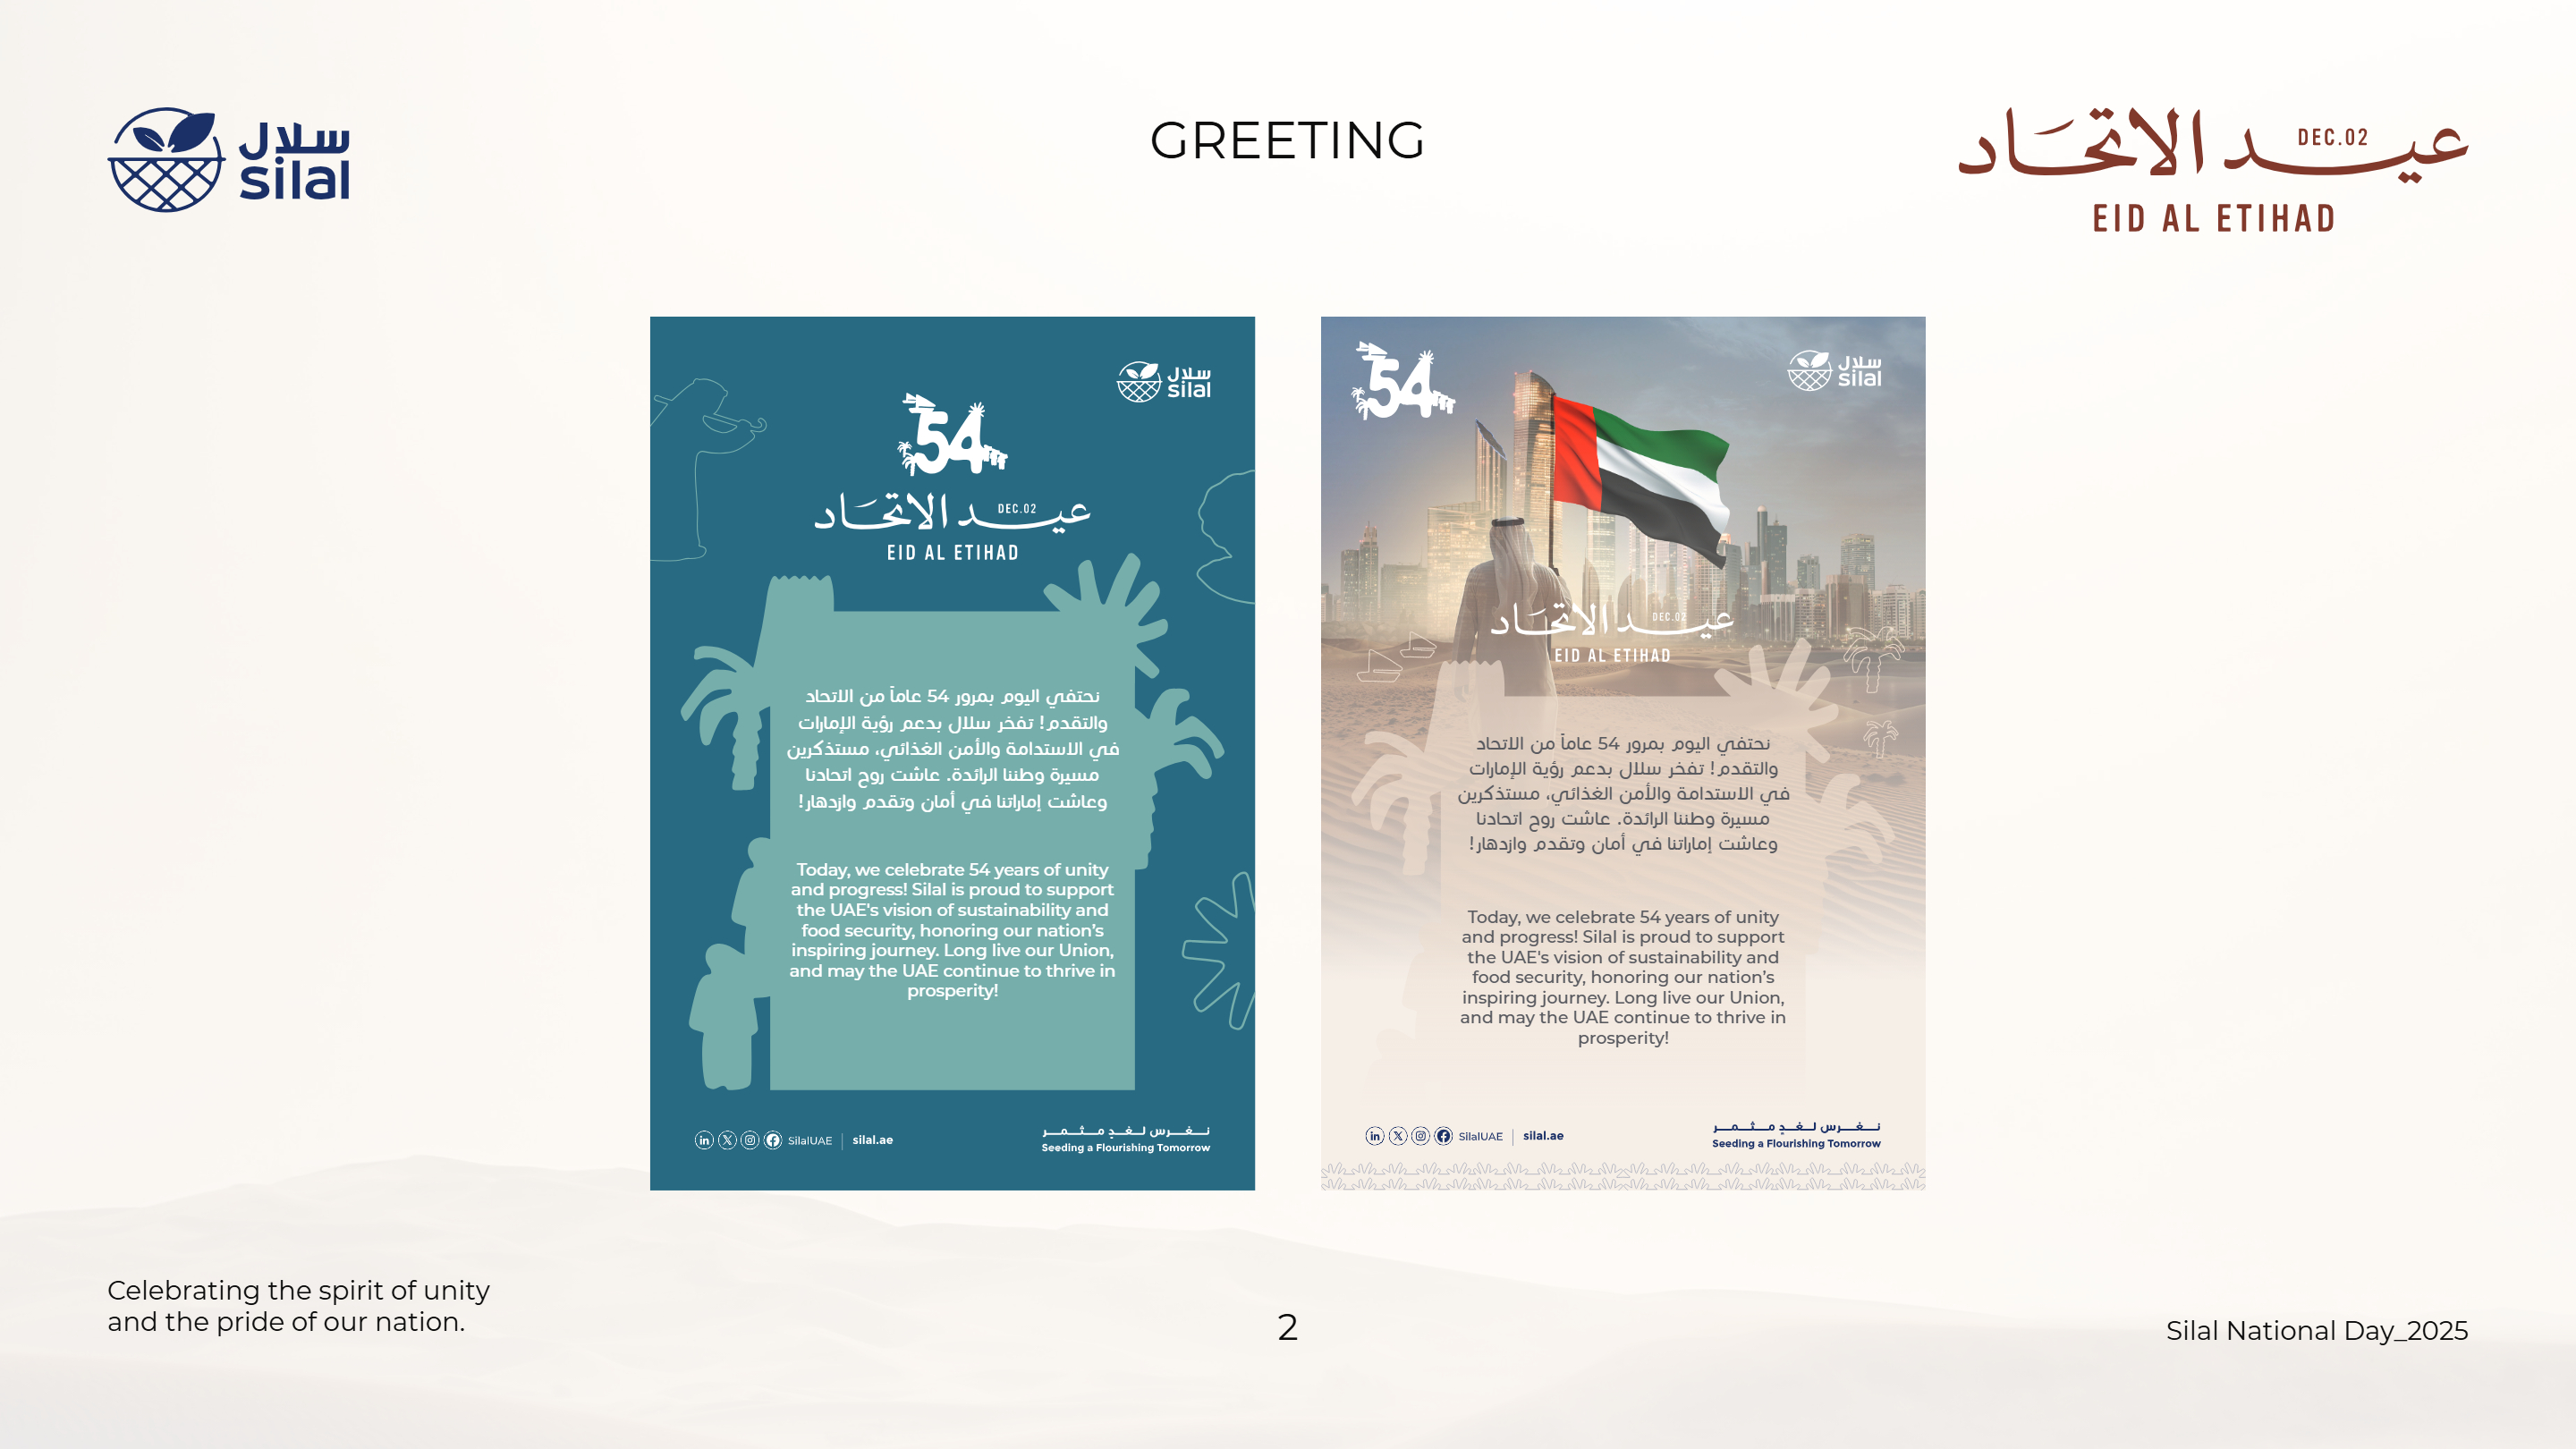 سلال
silal
GREETING
عيد الاتحاد
DEC.02
EID AL ETIHAD
سلال
silal
54
عيد الاتحاد
DEC.02
EID AL ETIHAD
نحتفي اليوم بمرور 54 عاماً من الاتحاد
والتقدم! تفخر سلال بدعم رؤية الإمارات
في الاستدامة والأمن الغذائي، مستذكرين
مسيرة وطننا الرائدة. عاشت روح اتحادنا
وعاشت إماراتنا في أمان وتقدم وازدهار!
Today, we celebrate 54 years of unity
and progress! Silal is proud to support
the UAE's vision of sustainability and
food security, honoring our nation's
inspiring journey. Long live our Union,
and may the UAE continue to thrive in
prosperity!
in X f SilalUAE | silal.ae
نغرس لغدٍ مثمر
Seeding a Flourishing Tomorrow
54
سلال
silal
عيد الاتحاد
DEC.02
EID AL ETIHAD
نحتفي اليوم بمرور 54 عاماً من الاتحاد
والتقدم! تفخر سلال بدعم رؤية الإمارات
في الاستدامة والأمن الغذائي، مستذكرين
مسيرة وطننا الرائدة. عاشت روح اتحادنا
وعاشت إماراتنا في أمان وتقدم وازدهار!
Today, we celebrate 54 years of unity
and progress! Silal is proud to support
the UAE's vision of sustainability and
food security, honoring our nation's
inspiring journey. Long live our Union,
and may the UAE continue to thrive in
prosperity!
in X f SilalUAE | silal.ae
نغرس لغدٍ مثمر
Seeding a Flourishing Tomorrow
Celebrating the spirit of unity
and the pride of our nation.
2
Silal National Day_2025